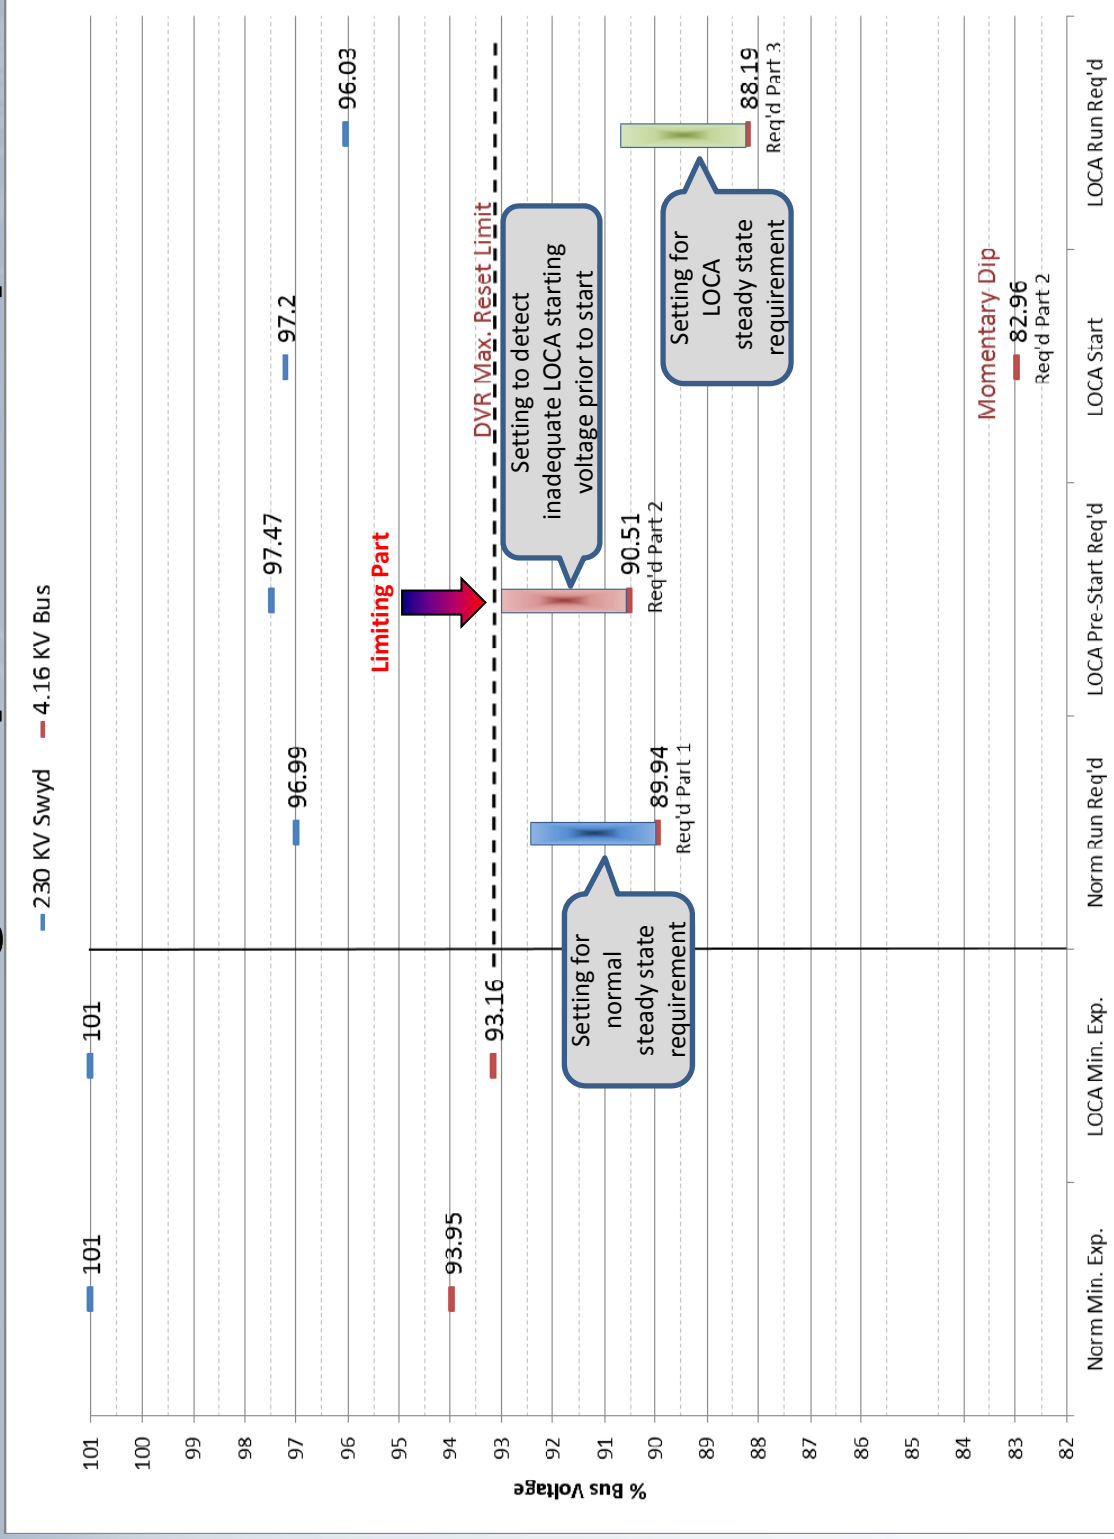 230 KV Swyd
4.16 KV Bus
% Bus Voltage
101
100
99
98
97
96
95
94
93
92
91
90
89
88
87
86
85
84
83
82
101
93.95
101
93.16
96.99
89.94
Req'd Part 1
97.47
90.51
Req'd Part 2
97.2
Momentary Dip
82.96
Req'd Part 2
96.03
88.19
Req'd Part 3
Limiting Part
DVR Max. Reset Limit
Setting for
normal
steady state
requirement
Setting to detect
inadequate LOCA starting
voltage prior to start
Setting for
LOCA
steady state
requirement
Norm Min. Exp.
LOCA Min. Exp.
Norm Run Req'd
LOCA Pre-Start Req'd
LOCA Start
LOCA Run Req'd